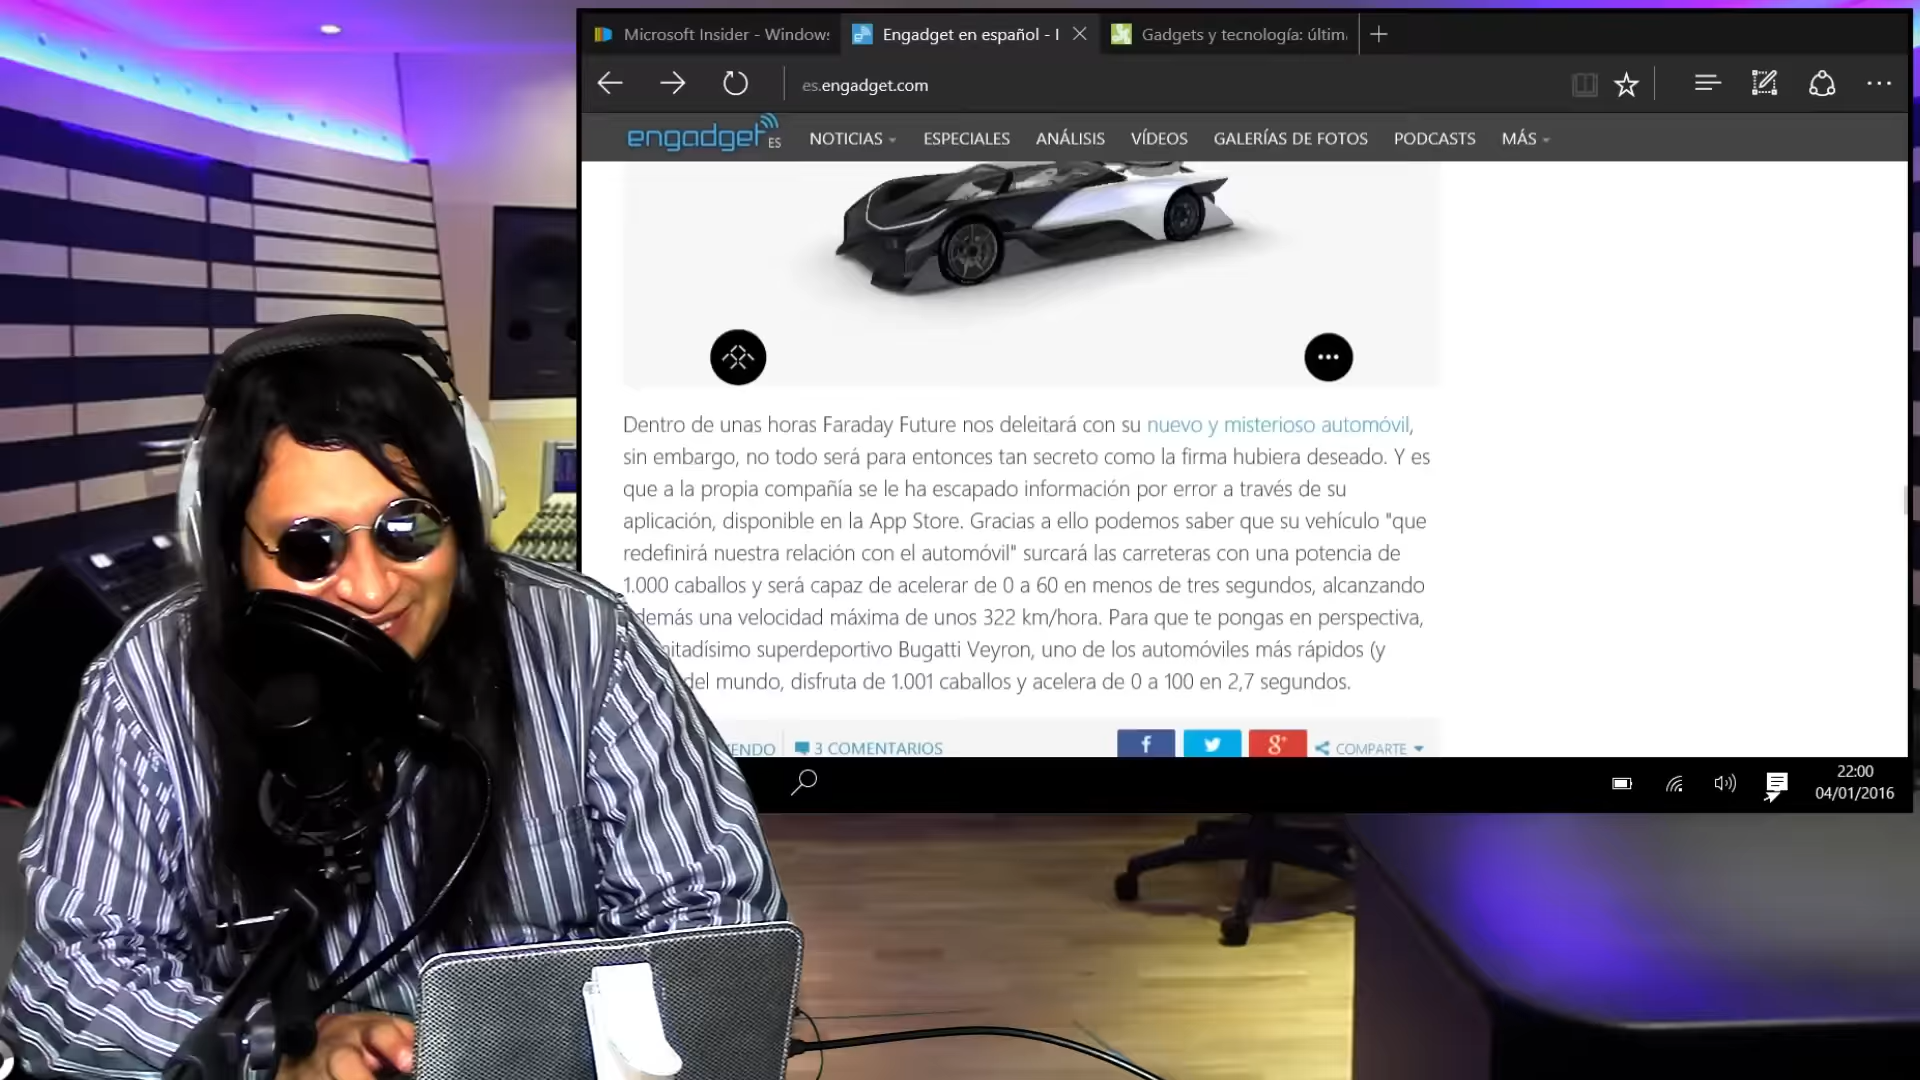 Microsoft Insider - Windows
Engadget en español - I
Gadgets y tecnología: últim
es.engadget.com
engadget ES
NOTICIAS
ESPECIALES
ANÁLISIS
VÍDEOS
GALERÍAS DE FOTOS
PODCASTS
MÁS
Dentro de unas horas Faraday Future nos deleitará con su nuevo y misterioso automóvil,
sin embargo, no todo será para entonces tan secreto como la firma hubiera deseado. Y es
que a la propia compañía se le ha escapado información por error a través de su
aplicación, disponible en la App Store. Gracias a ello podemos saber que su vehículo "que
redefinirá nuestra relación con el automóvil" surcará las carreteras con una potencia de
1.000 caballos y será capaz de acelerar de 0 a 60 en menos de tres segundos, alcanzando
demás una velocidad máxima de unos 322 km/hora. Para que te pongas en perspectiva,
mitadísimo superdeportivo Bugatti Veyron, uno de los automóviles más rápidos (y
del mundo, disfruta de 1.001 caballos y acelera de 0 a 100 en 2,7 segundos.
YENDO
3 COMENTARIOS
f
g+
COMPARTE
22:00
04/01/2016